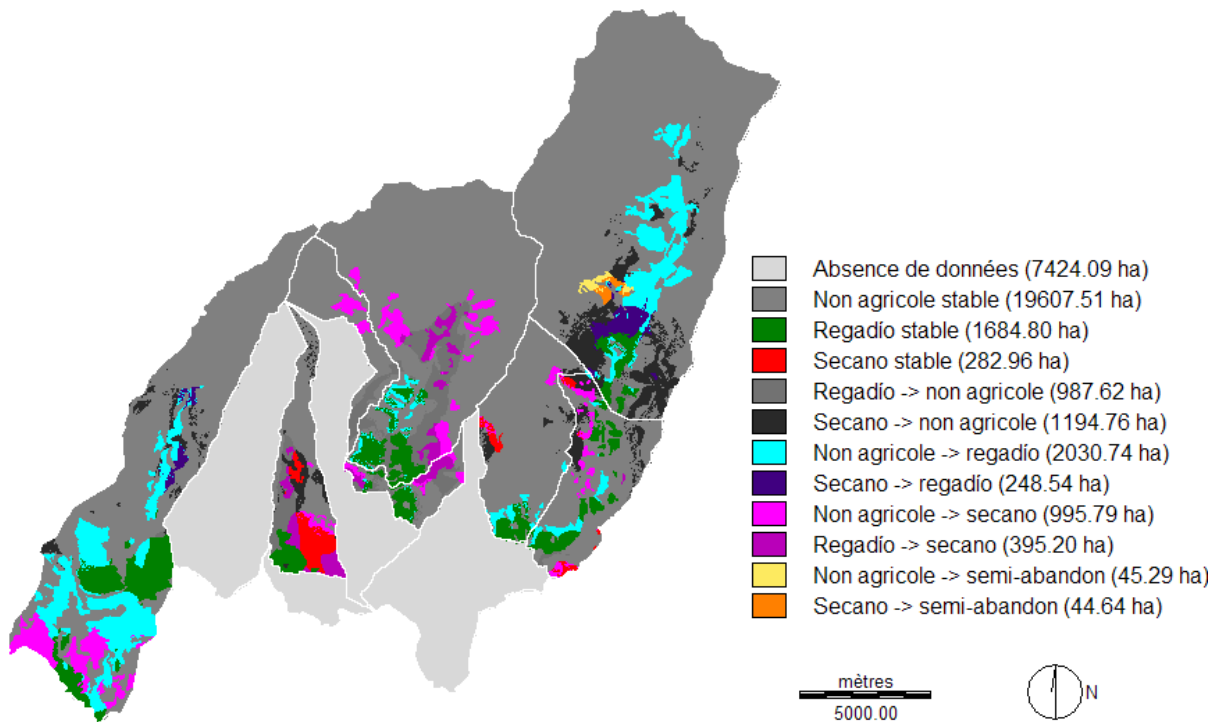 Absence de données (7424.09 ha)
Non agricole stable (19607.51 ha)
Regadío stable (1684.80 ha)
Secano stable (282.96 ha)
Regadío -> non agricole (987.62 ha)
Secano -> non agricole (1194.76 ha)
Non agricole -> regadío (2030.74 ha)
Secano -> regadío (248.54 ha)
Non agricole -> secano (995.79 ha)
Regadío -> secano (395.20 ha)
Non agricole -> semi-abandon (45.29 ha)
Secano -> semi-abandon (44.64 ha)
mètres
5000.00
N